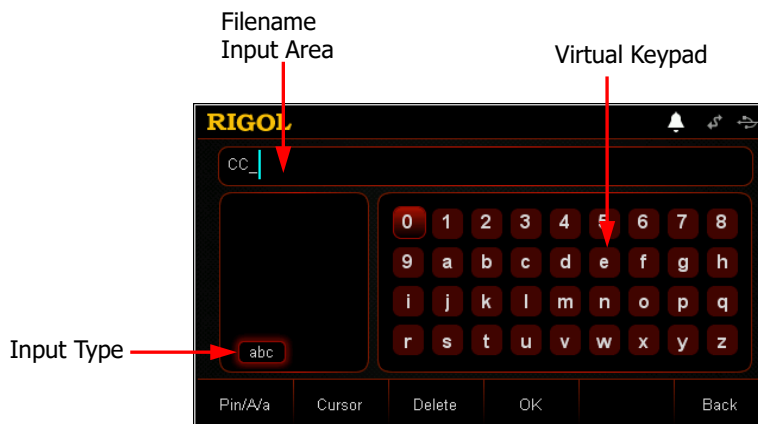 Filename
Input Area
Virtual Keypad
RIGOL
CC_
0 1 2 3 4 5 6 7 8
9 a b c d e f g h
i j k l m n o p q
r s t u v w x y z
Input Type
abc
Pin/A/a Cursor Delete OK Back